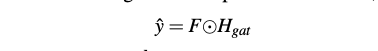 ŷ = F⊙H_gat